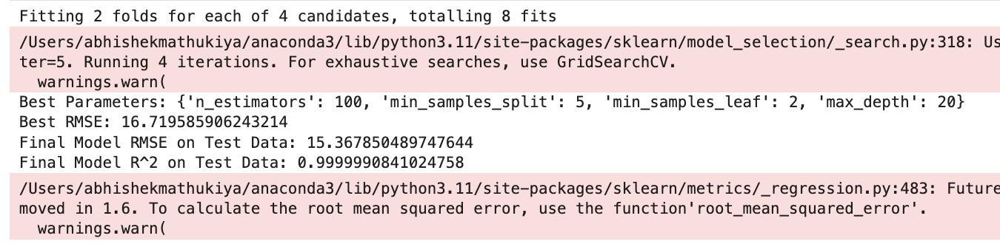 Fitting 2 folds for each of 4 candidates, totalling 8 fits
/Users/abhishekmathukiya/anaconda3/lib/python3.11/site-packages/sklearn/model_selection/_search.py:318: Us
ter=5. Running 4 iterations. For exhaustive searches, use GridSearchCV.
  warnings.warn(
Best Parameters: {'n_estimators': 100, 'min_samples_split': 5, 'min_samples_leaf': 2, 'max_depth': 20}
Best RMSE: 16.719585906243214
Final Model RMSE on Test Data: 15.367850489747644
Final Model R^2 on Test Data: 0.9999990841024758
/Users/abhishekmathukiya/anaconda3/lib/python3.11/site-packages/sklearn/metrics/_regression.py:483: Future
moved in 1.6. To calculate the root mean squared error, use the function'root_mean_squared_error'.
  warnings.warn(